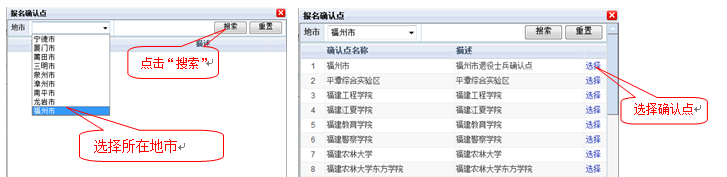 报名确认点
地市
搜索 重置
描述
宁德市
厦门市
莆田市
三明市
泉州市
漳州市
南平市
龙岩市
福州市
点击“搜索”
选择所在地市
报名确认点
地市 福州市 搜索 重置
确认点名称 描述
1 福州市 福州市退役士兵确认点 选择
2 平潭综合实验区 平潭综合实验区 选择
3 福建工程学院 福建工程学院 选择
4 福建江夏学院 福建江夏学院 选择
5 福建教育学院 福建教育学院 选择
6 福建警察学院 福建警察学院 选择
7 福建农林大学 福建农林大学 选择
8 福建农林大学东方学院 福建农林大学东方学院 选择
选择确认点